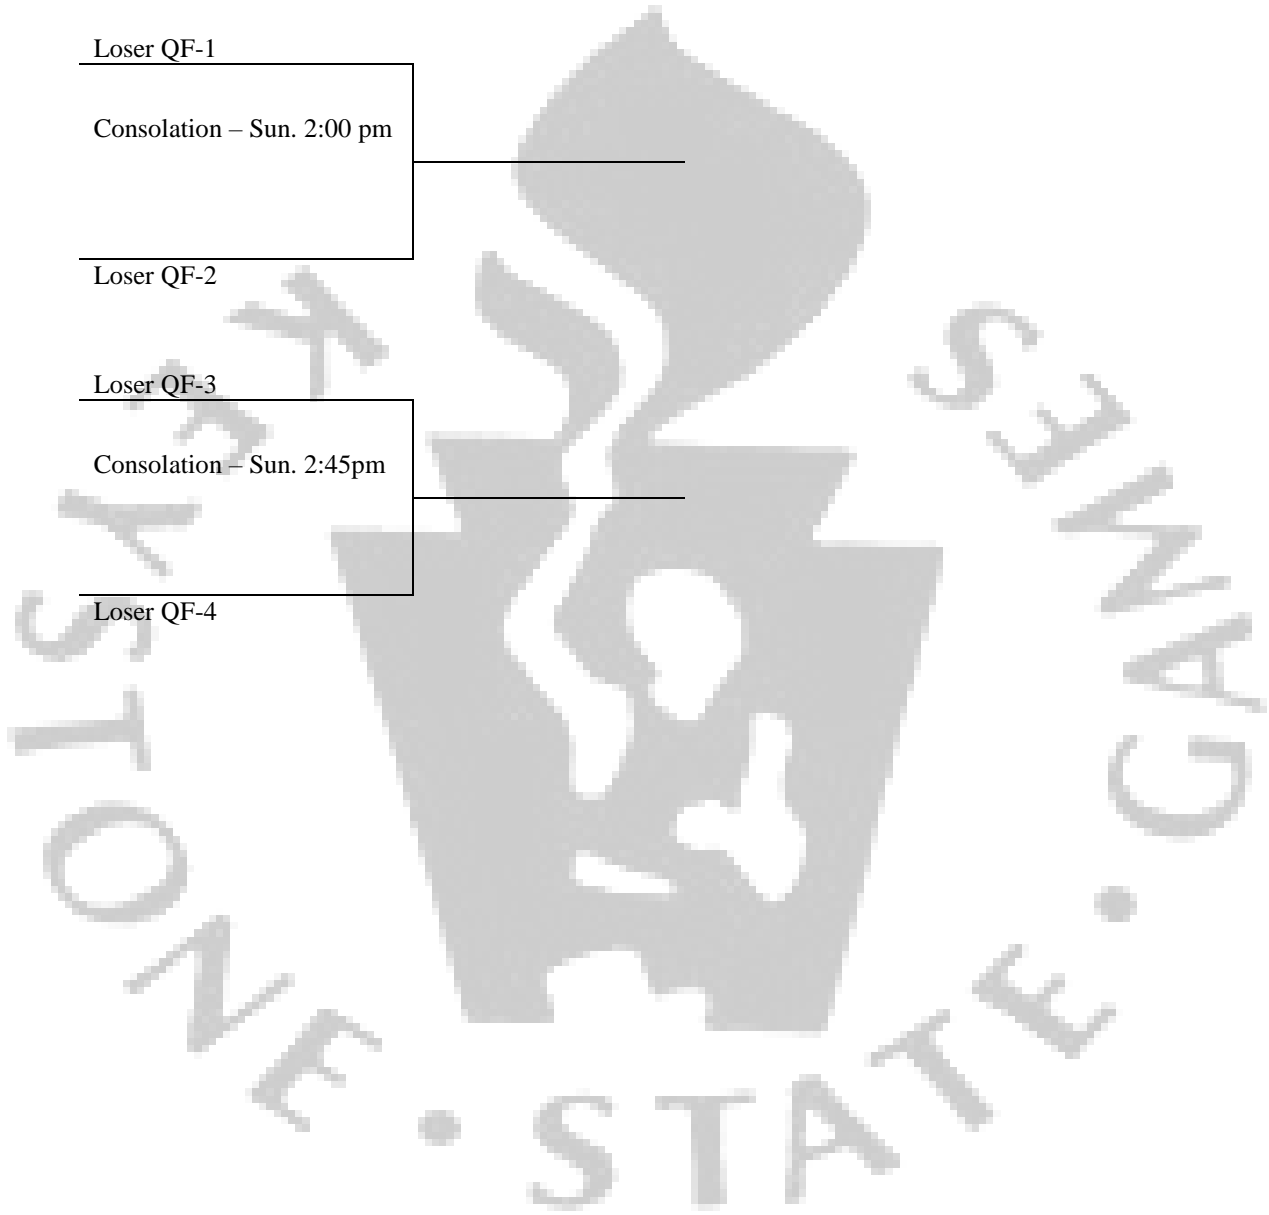 Loser QF-1
Consolation – Sun. 2:00 pm
Loser QF-2
Loser QF-3
Consolation – Sun. 2:45pm
Loser QF-4
KEYSTONE • STATE • GAMES